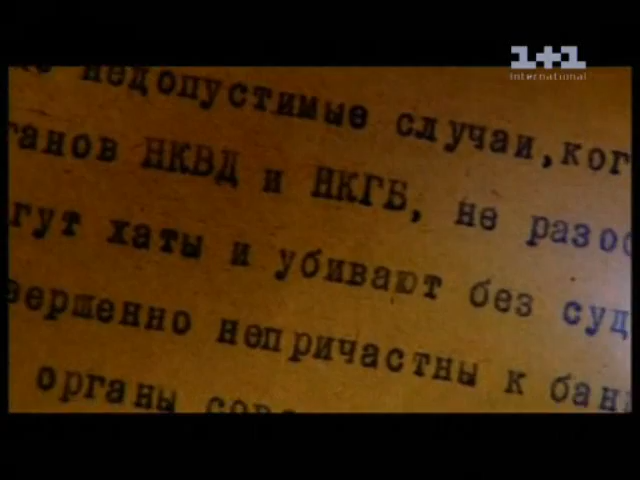 1+1
international
недопустимые случаи, ког
ганов НКВД и НКГБ, не разос
гут хаты и убивают без суд
вершенно непричастны к бан
органы сове